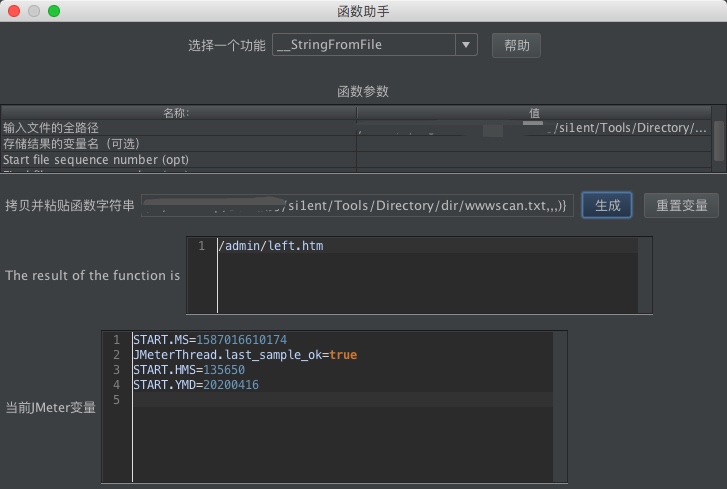 函数助手
选择一个功能 __StringFromFile 帮助
函数参数
名称: 值
输入文件的全路径 /si1ent/Tools/Directory/...
存储结果的变量名（可选）
Start file sequence number (opt)
拷贝并粘贴函数字符串 /si1ent/Tools/Directory/dir/wwwscan.txt,,,)} 生成 重置变量
1 /admin/left.htm
The result of the function is
1 START.MS=1587016610174
2 JMeterThread.last_sample_ok=true
3 START.HMS=135650
4 START.YMD=20200416
5
当前JMeter变量